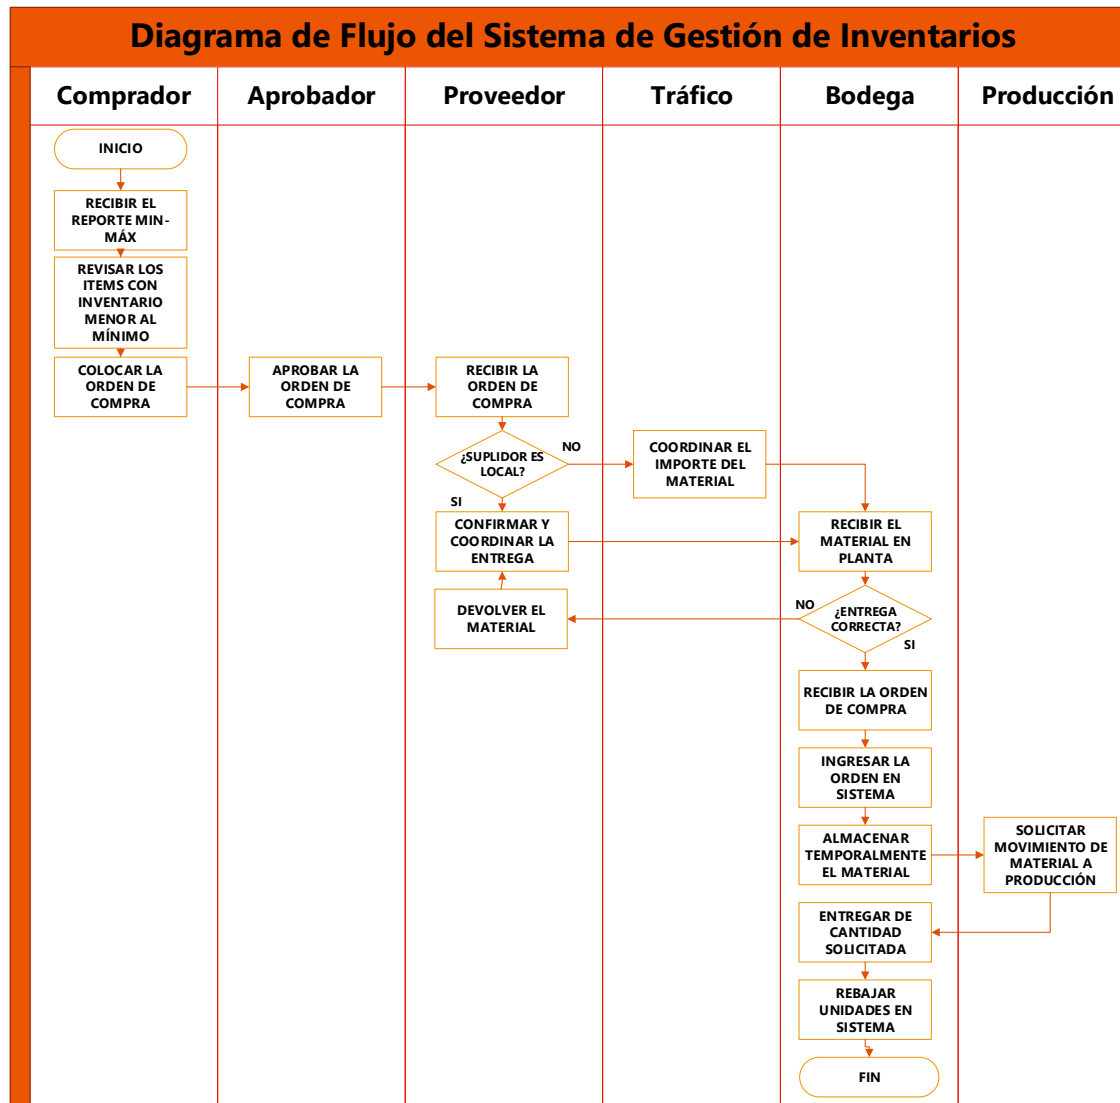 Diagrama de Flujo del Sistema de Gestión de Inventarios
Comprador
Aprobador
Proveedor
Tráfico
Bodega
Producción
INICIO
RECIBIR EL
REPORTE MIN-
MÁX
REVISAR LOS
ITEMS CON
INVENTARIO
MENOR AL
MÍNIMO
COLOCAR LA
ORDEN DE
COMPRA
APROBAR LA
ORDEN DE
COMPRA
RECIBIR LA
ORDEN DE
COMPRA
¿SUPLIDOR ES
LOCAL?
NO
SI
COORDINAR EL
IMPORTE DEL
MATERIAL
CONFIRMAR Y
COORDINAR LA
ENTREGA
RECIBIR EL
MATERIAL EN
PLANTA
DEVOLVER EL
MATERIAL
NO
¿ENTREGA
CORRECTA?
SI
RECIBIR LA ORDEN
DE COMPRA
INGRESAR LA
ORDEN EN
SISTEMA
ALMACENAR
TEMPORALMENTE
EL MATERIAL
SOLICITAR
MOVIMIENTO DE
MATERIAL A
PRODUCCIÓN
ENTREGAR DE
CANTIDAD
SOLICITADA
REBAJAR
UNIDADES EN
SISTEMA
FIN